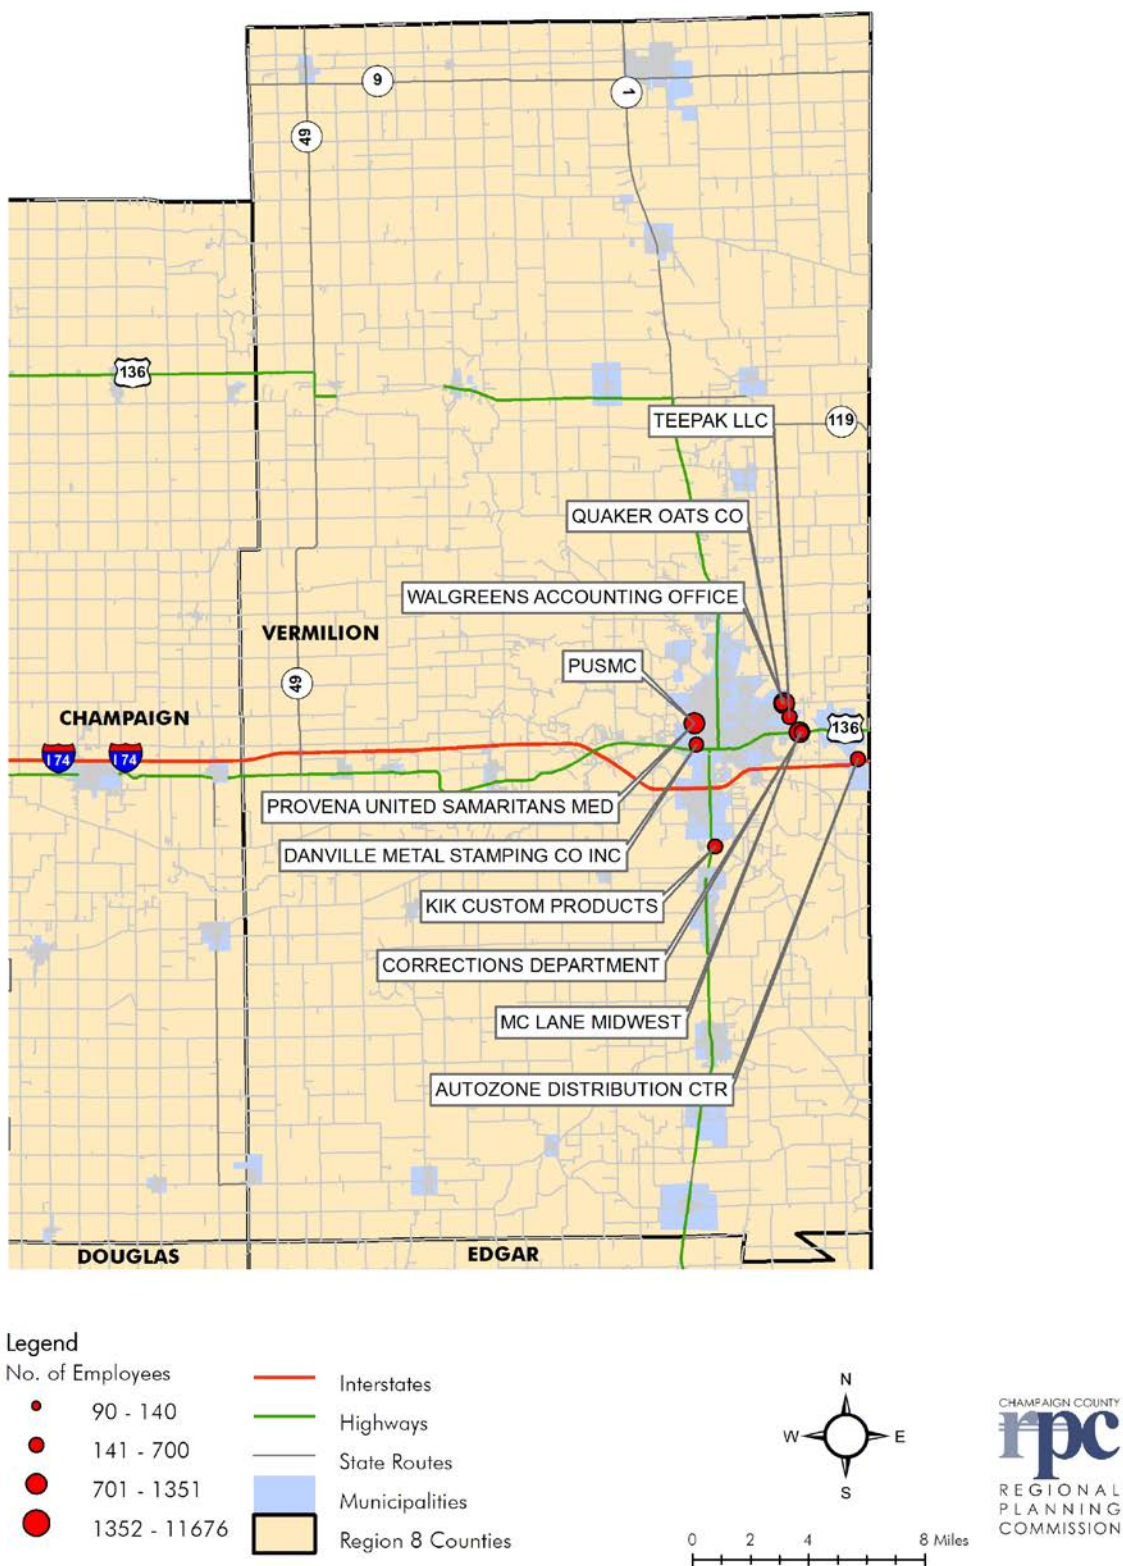 9
1
49
136
TEEPAK LLC
119
QUAKER OATS CO
WALGREENS ACCOUNTING OFFICE
VERMILION
PUSMC
49
CHAMPAIGN
136
I 74
I 74
PROVENA UNITED SAMARITANS MED
DANVILLE METAL STAMPING CO INC
KIK CUSTOM PRODUCTS
CORRECTIONS DEPARTMENT
MC LANE MIDWEST
AUTOZONE DISTRIBUTION CTR
DOUGLAS
EDGAR
Legend
No. of Employees
90 - 140
141 - 700
701 - 1351
1352 - 11676
Interstates
Highways
State Routes
Municipalities
Region 8 Counties
N
W
E
S
0 2 4 8 Miles
CHAMPAIGN COUNTY
rpc
REGIONAL
PLANNING
COMMISSION